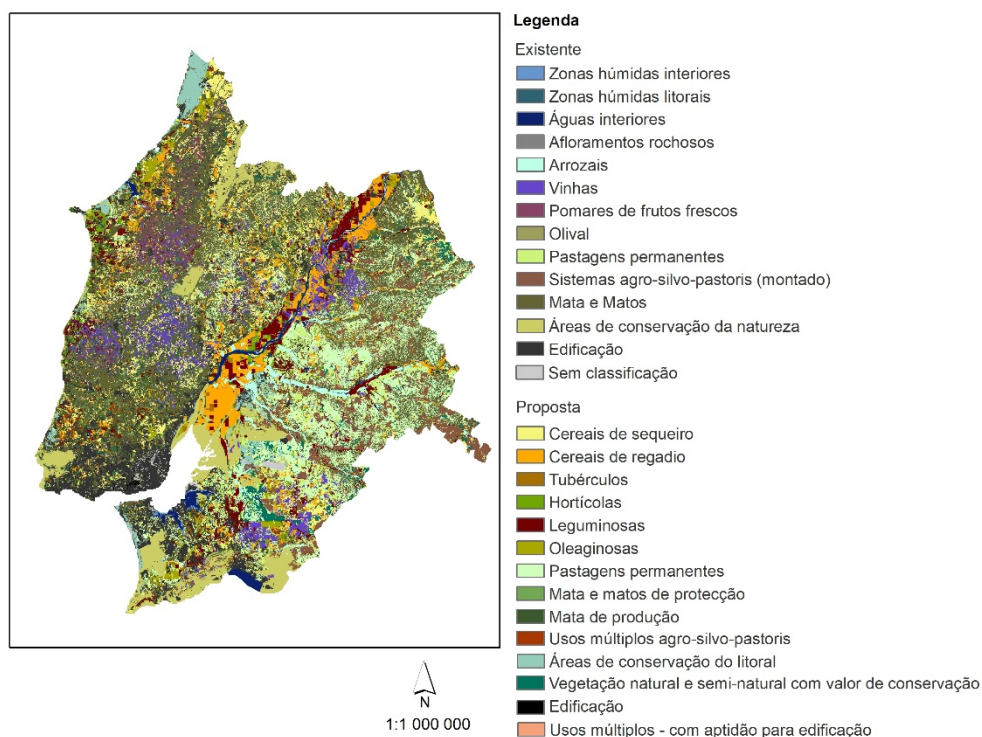 Legenda
Existente
Zonas húmidas interiores
Zonas húmidas litorais
Águas interiores
Afloramentos rochosos
Arrozais
Vinhas
Pomares de frutos frescos
Olival
Pastagens permanentes
Sistemas agro-silvo-pastoris (montado)
Mata e Matos
Áreas de conservação da natureza
Edificação
Sem classificação
Proposta
Cereais de sequeiro
Cereais de regadio
Tubérculos
Hortícolas
Leguminosas
Oleaginosas
Pastagens permanentes
Mata e matos de protecção
Mata de produção
Usos múltiplos agro-silvo-pastoris
Áreas de conservação do litoral
Vegetação natural e semi-natural com valor de conservação
Edificação
Usos múltiplos - com aptidão para edificação
N
1:1 000 000